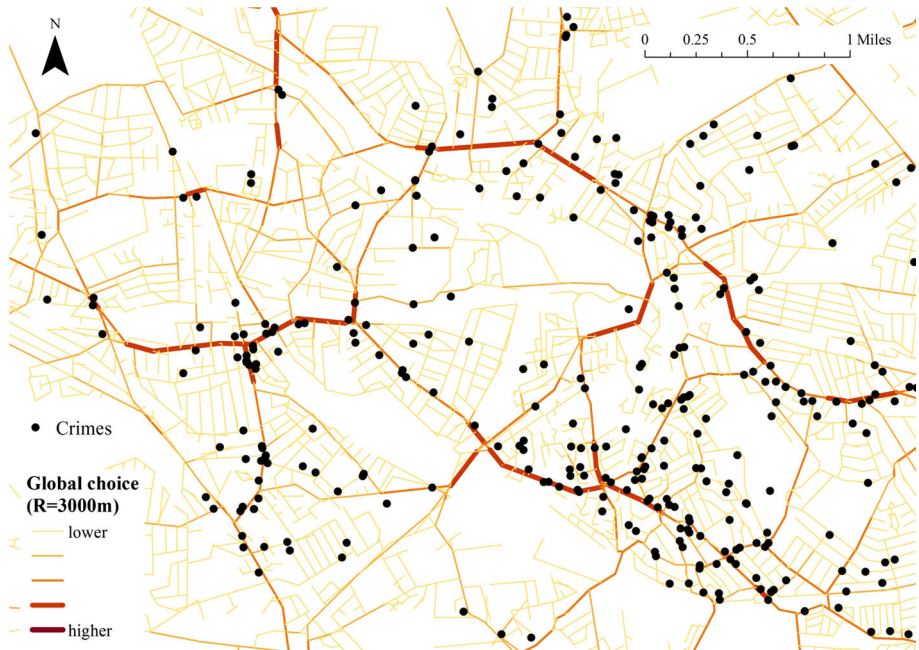 N
0 0.25 0.5 1 Miles
Crimes
Global choice
(R=3000m)
lower
higher